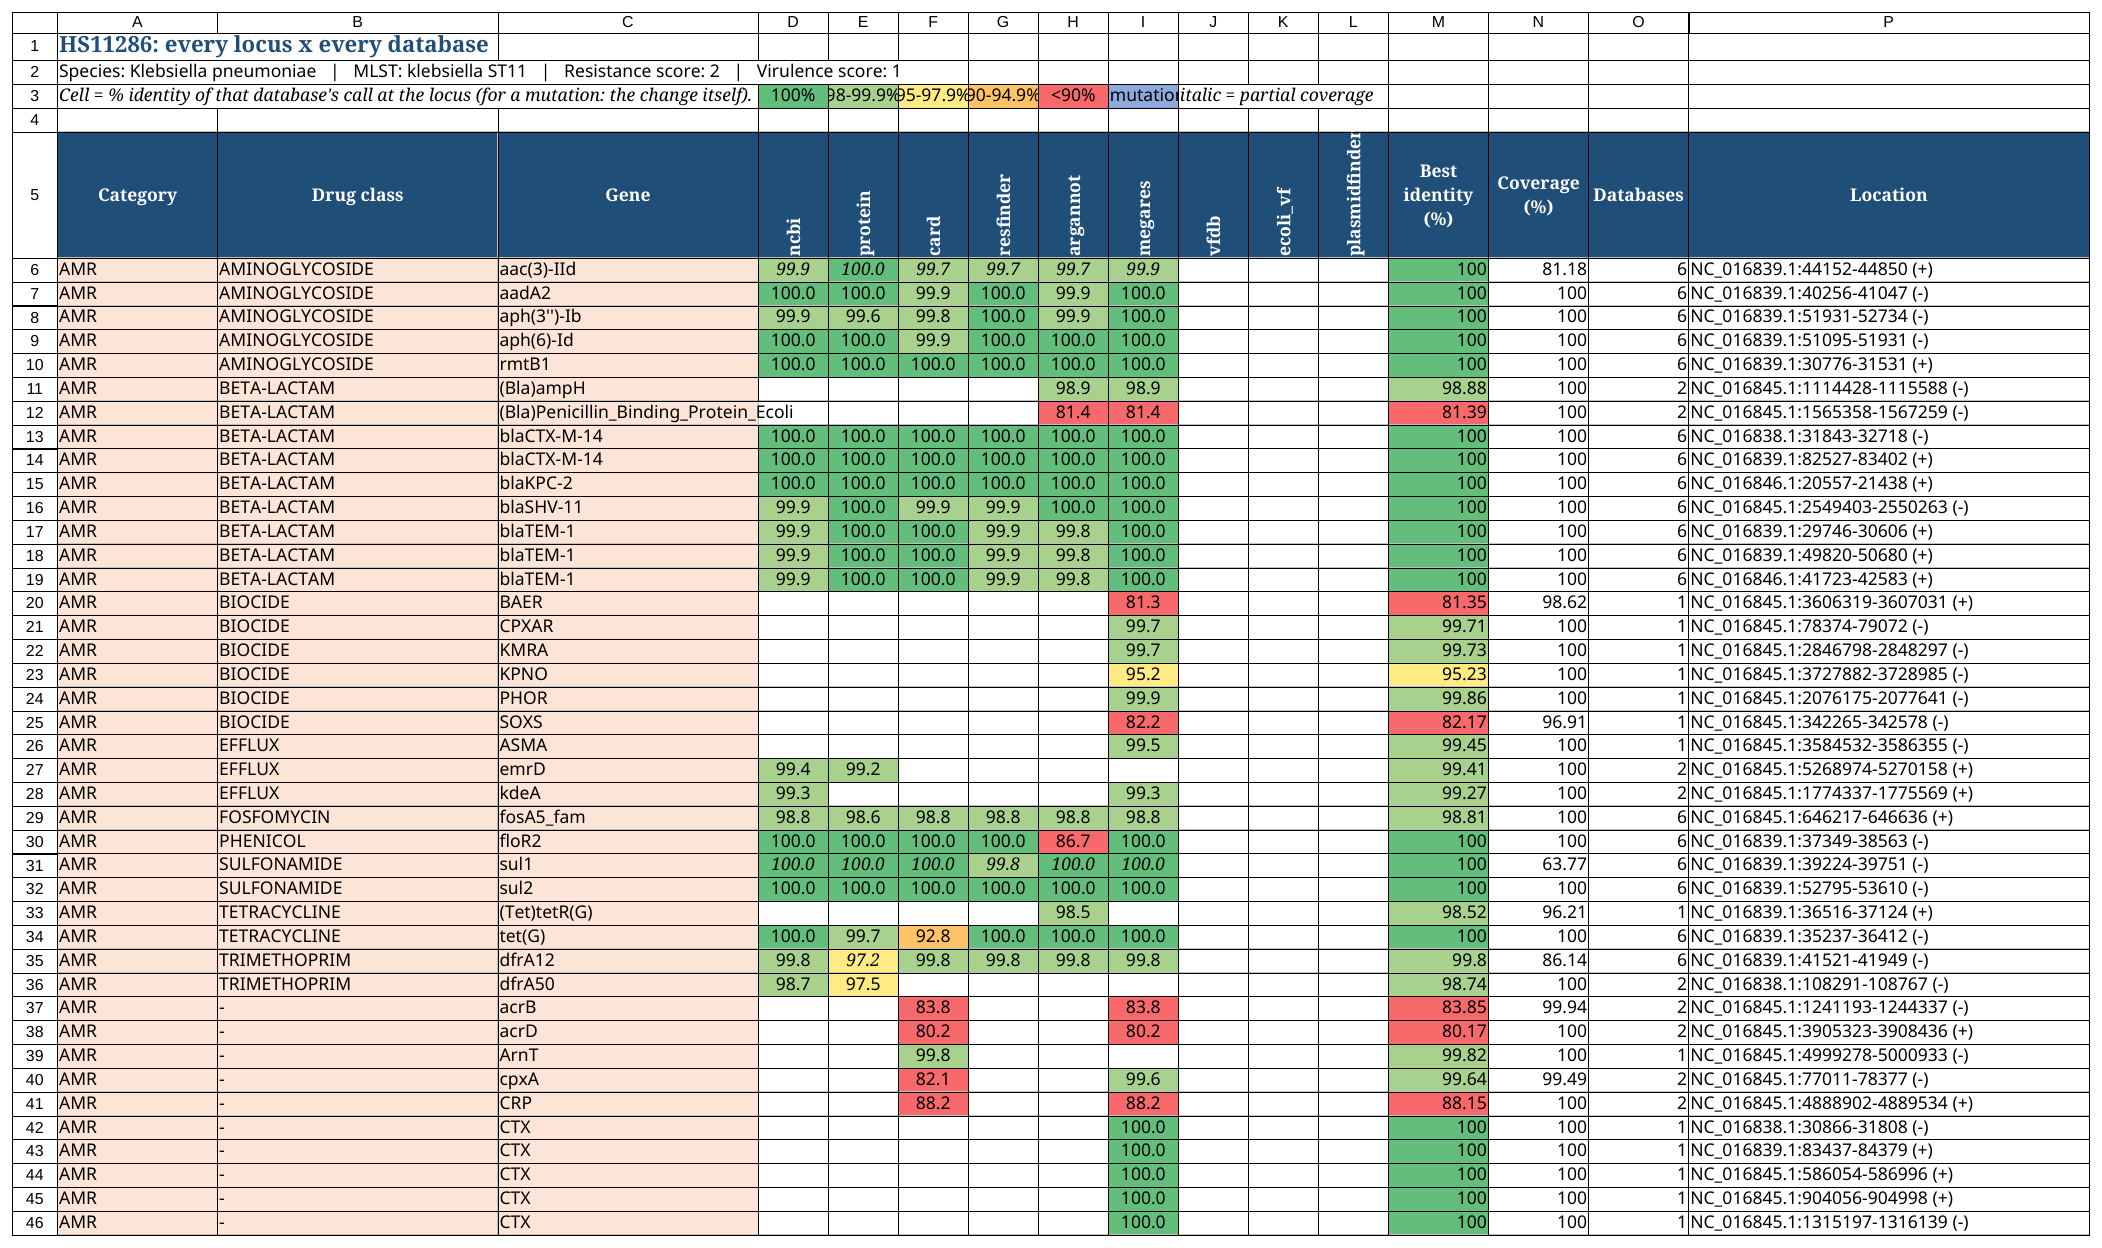 A B C D E F G H I J K L M N O P
1 HS11286: every locus x every database
2 Species: Klebsiella pneumoniae | MLST: klebsiella ST11 | Resistance score: 2 | Virulence score: 1
3 Cell = % identity of that database's call at the locus (for a mutation: the change itself). 100% 98-99.9% 95-97.9% 90-94.9% <90% mutation italic = partial coverage
4
5 Category Drug class Gene ncbi protein card resfinder argannot megares vfdb ecoli_vf plasmidfinder Best identity (%) Coverage (%) Databases Location
6 AMR AMINOGLYCOSIDE aac(3)-IId 99.9 100.0 99.7 99.7 99.7 99.9 100 81.18 6 NC_016839.1:44152-44850 (+)
7 AMR AMINOGLYCOSIDE aadA2 100.0 100.0 99.9 100.0 99.9 100.0 100 100 6 NC_016839.1:40256-41047 (-)
8 AMR AMINOGLYCOSIDE aph(3'')-Ib 99.9 99.6 99.8 100.0 99.9 100.0 100 100 6 NC_016839.1:51931-52734 (-)
9 AMR AMINOGLYCOSIDE aph(6)-Id 100.0 100.0 99.9 100.0 100.0 100.0 100 100 6 NC_016839.1:51095-51931 (-)
10 AMR AMINOGLYCOSIDE rmtB1 100.0 100.0 100.0 100.0 100.0 100.0 100 100 6 NC_016839.1:30776-31531 (+)
11 AMR BETA-LACTAM (Bla)ampH 98.9 98.9 98.88 100 2 NC_016845.1:1114428-1115588 (-)
12 AMR BETA-LACTAM (Bla)Penicillin_Binding_Protein_Ecoli 81.4 81.4 81.39 100 2 NC_016845.1:1565358-1567259 (-)
13 AMR BETA-LACTAM blaCTX-M-14 100.0 100.0 100.0 100.0 100.0 100.0 100 100 6 NC_016838.1:31843-32718 (-)
14 AMR BETA-LACTAM blaCTX-M-14 100.0 100.0 100.0 100.0 100.0 100.0 100 100 6 NC_016839.1:82527-83402 (+)
15 AMR BETA-LACTAM blaKPC-2 100.0 100.0 100.0 100.0 100.0 100.0 100 100 6 NC_016846.1:20557-21438 (+)
16 AMR BETA-LACTAM blaSHV-11 99.9 100.0 99.9 99.9 100.0 100.0 100 100 6 NC_016845.1:2549403-2550263 (-)
17 AMR BETA-LACTAM blaTEM-1 99.9 100.0 100.0 99.9 99.8 100.0 100 100 6 NC_016839.1:29746-30606 (+)
18 AMR BETA-LACTAM blaTEM-1 99.9 100.0 100.0 99.9 99.8 100.0 100 100 6 NC_016839.1:49820-50680 (+)
19 AMR BETA-LACTAM blaTEM-1 99.9 100.0 100.0 99.9 99.8 100.0 100 100 6 NC_016846.1:41723-42583 (+)
20 AMR BIOCIDE BAER 81.3 81.35 98.62 1 NC_016845.1:3606319-3607031 (+)
21 AMR BIOCIDE CPXAR 99.7 99.71 100 1 NC_016845.1:78374-79072 (-)
22 AMR BIOCIDE KMRA 99.7 99.73 100 1 NC_016845.1:2846798-2848297 (-)
23 AMR BIOCIDE KPNO 95.2 95.23 100 1 NC_016845.1:3727882-3728985 (-)
24 AMR BIOCIDE PHOR 99.9 99.86 100 1 NC_016845.1:2076175-2077641 (-)
25 AMR BIOCIDE SOXS 82.2 82.17 96.91 1 NC_016845.1:342265-342578 (-)
26 AMR EFFLUX ASMA 99.5 99.45 100 1 NC_016845.1:3584532-3586355 (-)
27 AMR EFFLUX emrD 99.4 99.2 99.41 100 2 NC_016845.1:5268974-5270158 (+)
28 AMR EFFLUX kdeA 99.3 99.3 99.27 100 2 NC_016845.1:1774337-1775569 (+)
29 AMR FOSFOMYCIN fosA5_fam 98.8 98.6 98.8 98.8 98.8 98.8 98.81 100 6 NC_016845.1:646217-646636 (+)
30 AMR PHENICOL floR2 100.0 100.0 100.0 100.0 86.7 100.0 100 100 6 NC_016839.1:37349-38563 (-)
31 AMR SULFONAMIDE sul1 100.0 100.0 100.0 99.8 100.0 100.0 100 63.77 6 NC_016839.1:39224-39751 (-)
32 AMR SULFONAMIDE sul2 100.0 100.0 100.0 100.0 100.0 100.0 100 100 6 NC_016839.1:52795-53610 (-)
33 AMR TETRACYCLINE (Tet)tetR(G) 98.5 98.52 96.21 1 NC_016839.1:36516-37124 (+)
34 AMR TETRACYCLINE tet(G) 100.0 99.7 92.8 100.0 100.0 100.0 100 100 6 NC_016839.1:35237-36412 (-)
35 AMR TRIMETHOPRIM dfrA12 99.8 97.2 99.8 99.8 99.8 99.8 99.8 86.14 6 NC_016839.1:41521-41949 (-)
36 AMR TRIMETHOPRIM dfrA50 98.7 97.5 98.74 100 2 NC_016838.1:108291-108767 (-)
37 AMR - acrB 83.8 83.8 83.85 99.94 2 NC_016845.1:1241193-1244337 (-)
38 AMR - acrD 80.2 80.2 80.17 100 2 NC_016845.1:3905323-3908436 (+)
39 AMR - ArnT 99.8 99.82 100 1 NC_016845.1:4999278-5000933 (-)
40 AMR - cpxA 82.1 99.6 99.64 99.49 2 NC_016845.1:77011-78377 (-)
41 AMR - CRP 88.2 88.2 88.15 100 2 NC_016845.1:4888902-4889534 (+)
42 AMR - CTX 100.0 100 100 1 NC_016838.1:30866-31808 (-)
43 AMR - CTX 100.0 100 100 1 NC_016839.1:83437-84379 (+)
44 AMR - CTX 100.0 100 100 1 NC_016845.1:586054-586996 (+)
45 AMR - CTX 100.0 100 100 1 NC_016845.1:904056-904998 (+)
46 AMR - CTX 100.0 100 100 1 NC_016845.1:1315197-1316139 (-)